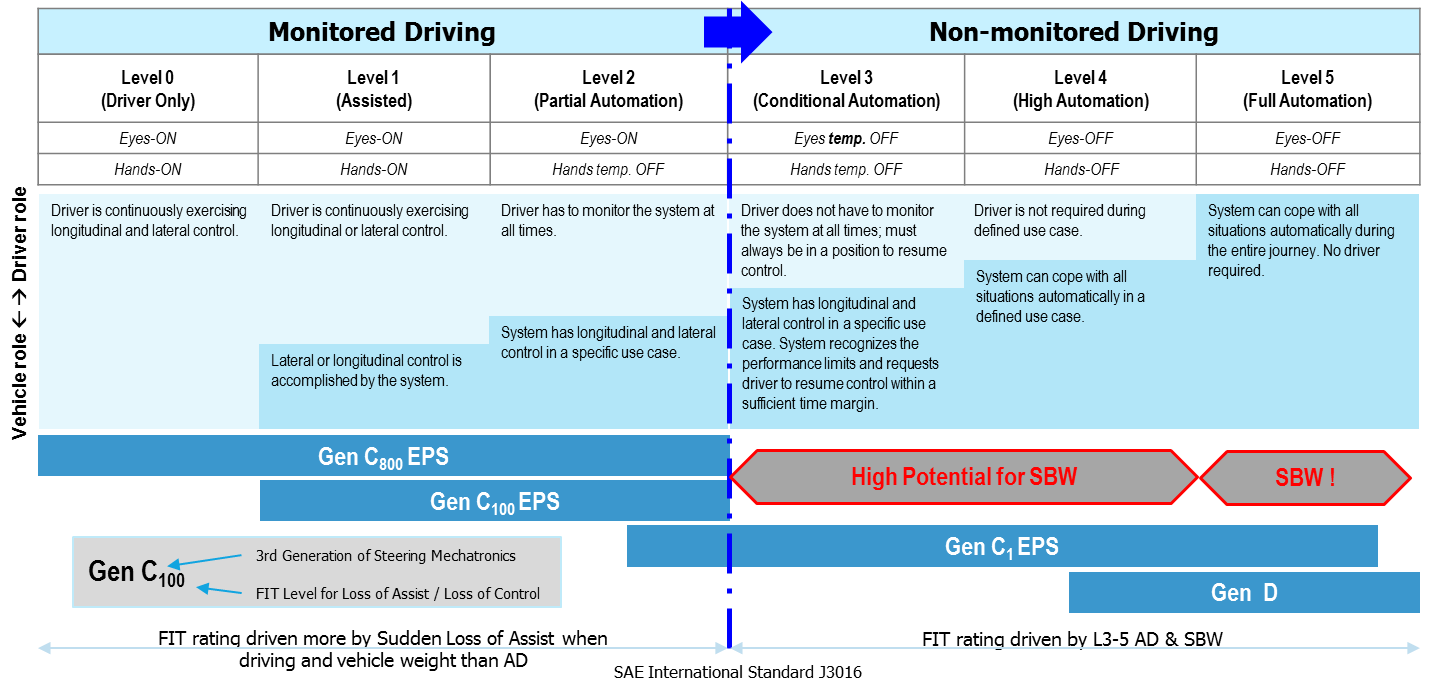 Monitored Driving
Non-monitored Driving
Level 0
(Driver Only)
Level 1
(Assisted)
Level 2
(Partial Automation)
Level 3
(Conditional Automation)
Level 4
(High Automation)
Level 5
(Full Automation)
Eyes-ON
Eyes-ON
Eyes-ON
Eyes temp. OFF
Eyes-OFF
Eyes-OFF
Hands-ON
Hands-ON
Hands temp. OFF
Hands temp. OFF
Hands-OFF
Hands-OFF
Vehicle role ← → Driver role
Driver is continuously exercising
longitudinal and lateral control.
Driver is continuously exercising
longitudinal or lateral control.
Lateral or longitudinal control is
accomplished by the system.
Driver has to monitor the system at
all times.
System has longitudinal and lateral
control in a specific use case.
Driver does not have to monitor
the system at all times; must
always be in a position to resume
control.
System has longitudinal and
lateral control in a specific use
case. System recognizes the
performance limits and requests
driver to resume control within a
sufficient time margin.
Driver is not required during
defined use case.
System can cope with all
situations automatically in a
defined use case.
System can cope with all
situations automatically during
the entire journey. No driver
required.
Gen C800 EPS
Gen C100 EPS
High Potential for SBW
SBW !
Gen C1 EPS
Gen D
Gen C100
3rd Generation of Steering Mechatronics
FIT Level for Loss of Assist / Loss of Control
FIT rating driven more by Sudden Loss of Assist when
driving and vehicle weight than AD
FIT rating driven by L3-5 AD & SBW
SAE International Standard J3016